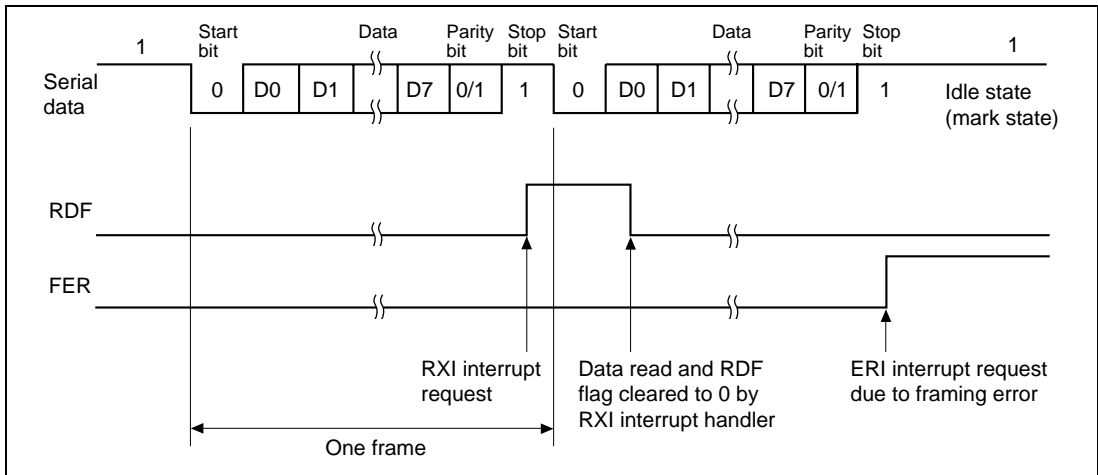 1
Start bit
Data
Parity bit
Stop bit
Start bit
Data
Parity bit
Stop bit
1
Serial data
0 D0 D1 D7 0/1 1 0 D0 D1 D7 0/1 1
Idle state
(mark state)
RDF
FER
RXI interrupt
request
Data read and RDF
flag cleared to 0 by
RXI interrupt handler
ERI interrupt request
due to framing error
One frame